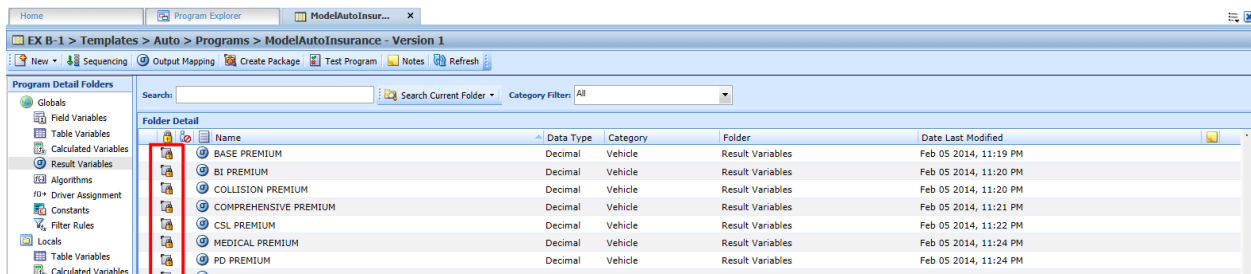 Home Program Explorer ModelAutoInsur... x
EX B-1 > Templates > Auto > Programs > ModelAutoInsurance - Version 1
New Sequencing Output Mapping Create Package Test Program Notes Refresh
Program Detail Folders
Globals
Field Variables
Table Variables
Calculated Variables
Result Variables
Algorithms
Driver Assignment
Constants
Filter Rules
Locals
Table Variables
Calculated Variables
Search: Search Current Folder Category Filter: All
Folder Detail
Name Data Type Category Folder Date Last Modified
BASE PREMIUM Decimal Vehicle Result Variables Feb 05 2014, 11:19 PM
BI PREMIUM Decimal Vehicle Result Variables Feb 05 2014, 11:20 PM
COLLISION PREMIUM Decimal Vehicle Result Variables Feb 05 2014, 11:20 PM
COMPREHENSIVE PREMIUM Decimal Vehicle Result Variables Feb 05 2014, 11:21 PM
CSL PREMIUM Decimal Vehicle Result Variables Feb 05 2014, 11:22 PM
MEDICAL PREMIUM Decimal Vehicle Result Variables Feb 05 2014, 11:24 PM
PD PREMIUM Decimal Vehicle Result Variables Feb 05 2014, 11:24 PM